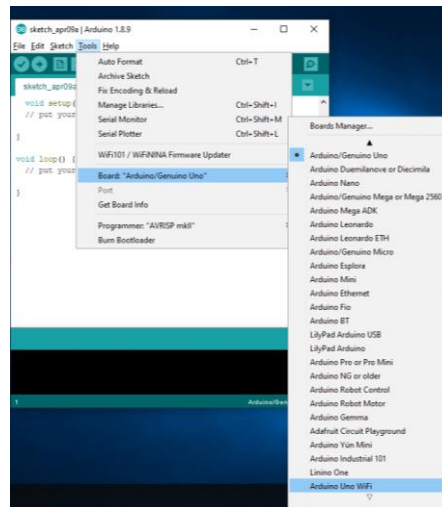 sketch_apr09a | Arduino 1.8.9
File Edit Sketch Tools Help
sketch_apr09a
void setup(
// put your
}
void loop() {
// put your
}
Auto Format Ctrl+T
Archive Sketch
Fix Encoding & Reload
Manage Libraries... Ctrl+Shift+I
Serial Monitor Ctrl+Shift+M
Serial Plotter Ctrl+Shift+L
WiFi101 / WiFiNINA Firmware Updater
Board: "Arduino/Genuino Uno"
Port
Get Board Info
Programmer: "AVRISP mkII"
Burn Bootloader
Boards Manager...
Arduino/Genuino Uno
Arduino Duemilanove or Diecimila
Arduino Nano
Arduino/Genuino Mega or Mega 2560
Arduino Mega ADK
Arduino Leonardo
Arduino Leonardo ETH
Arduino/Genuino Micro
Arduino Esplora
Arduino Mini
Arduino Ethernet
Arduino Fio
Arduino BT
LilyPad Arduino USB
LilyPad Arduino
Arduino Pro or Pro Mini
Arduino NG or older
Arduino Robot Control
Arduino Robot Motor
Arduino Gemma
Adafruit Circuit Playground
Arduino Yún Mini
Arduino Industrial 101
Linino One
Arduino Uno WiFi
1